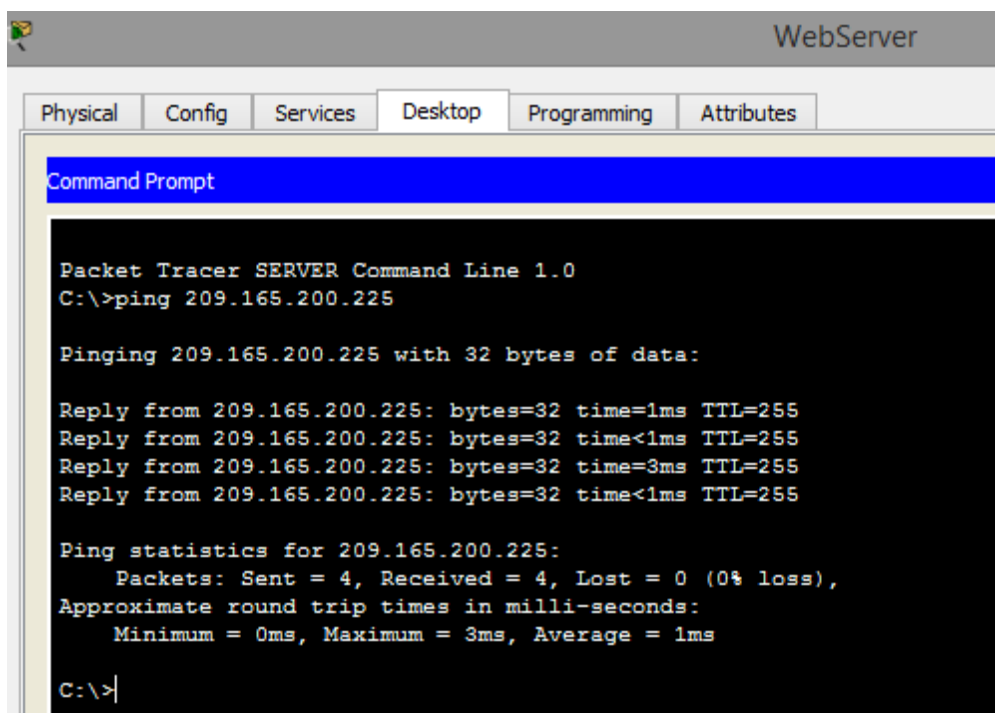 WebServer
Physical Config Services Desktop Programming Attributes
Command Prompt
Packet Tracer SERVER Command Line 1.0
C:\>ping 209.165.200.225
Pinging 209.165.200.225 with 32 bytes of data:
Reply from 209.165.200.225: bytes=32 time=1ms TTL=255
Reply from 209.165.200.225: bytes=32 time<1ms TTL=255
Reply from 209.165.200.225: bytes=32 time=3ms TTL=255
Reply from 209.165.200.225: bytes=32 time<1ms TTL=255
Ping statistics for 209.165.200.225:
Packets: Sent = 4, Received = 4, Lost = 0 (0% loss),
Approximate round trip times in milli-seconds:
Minimum = 0ms, Maximum = 3ms, Average = 1ms
C:\>